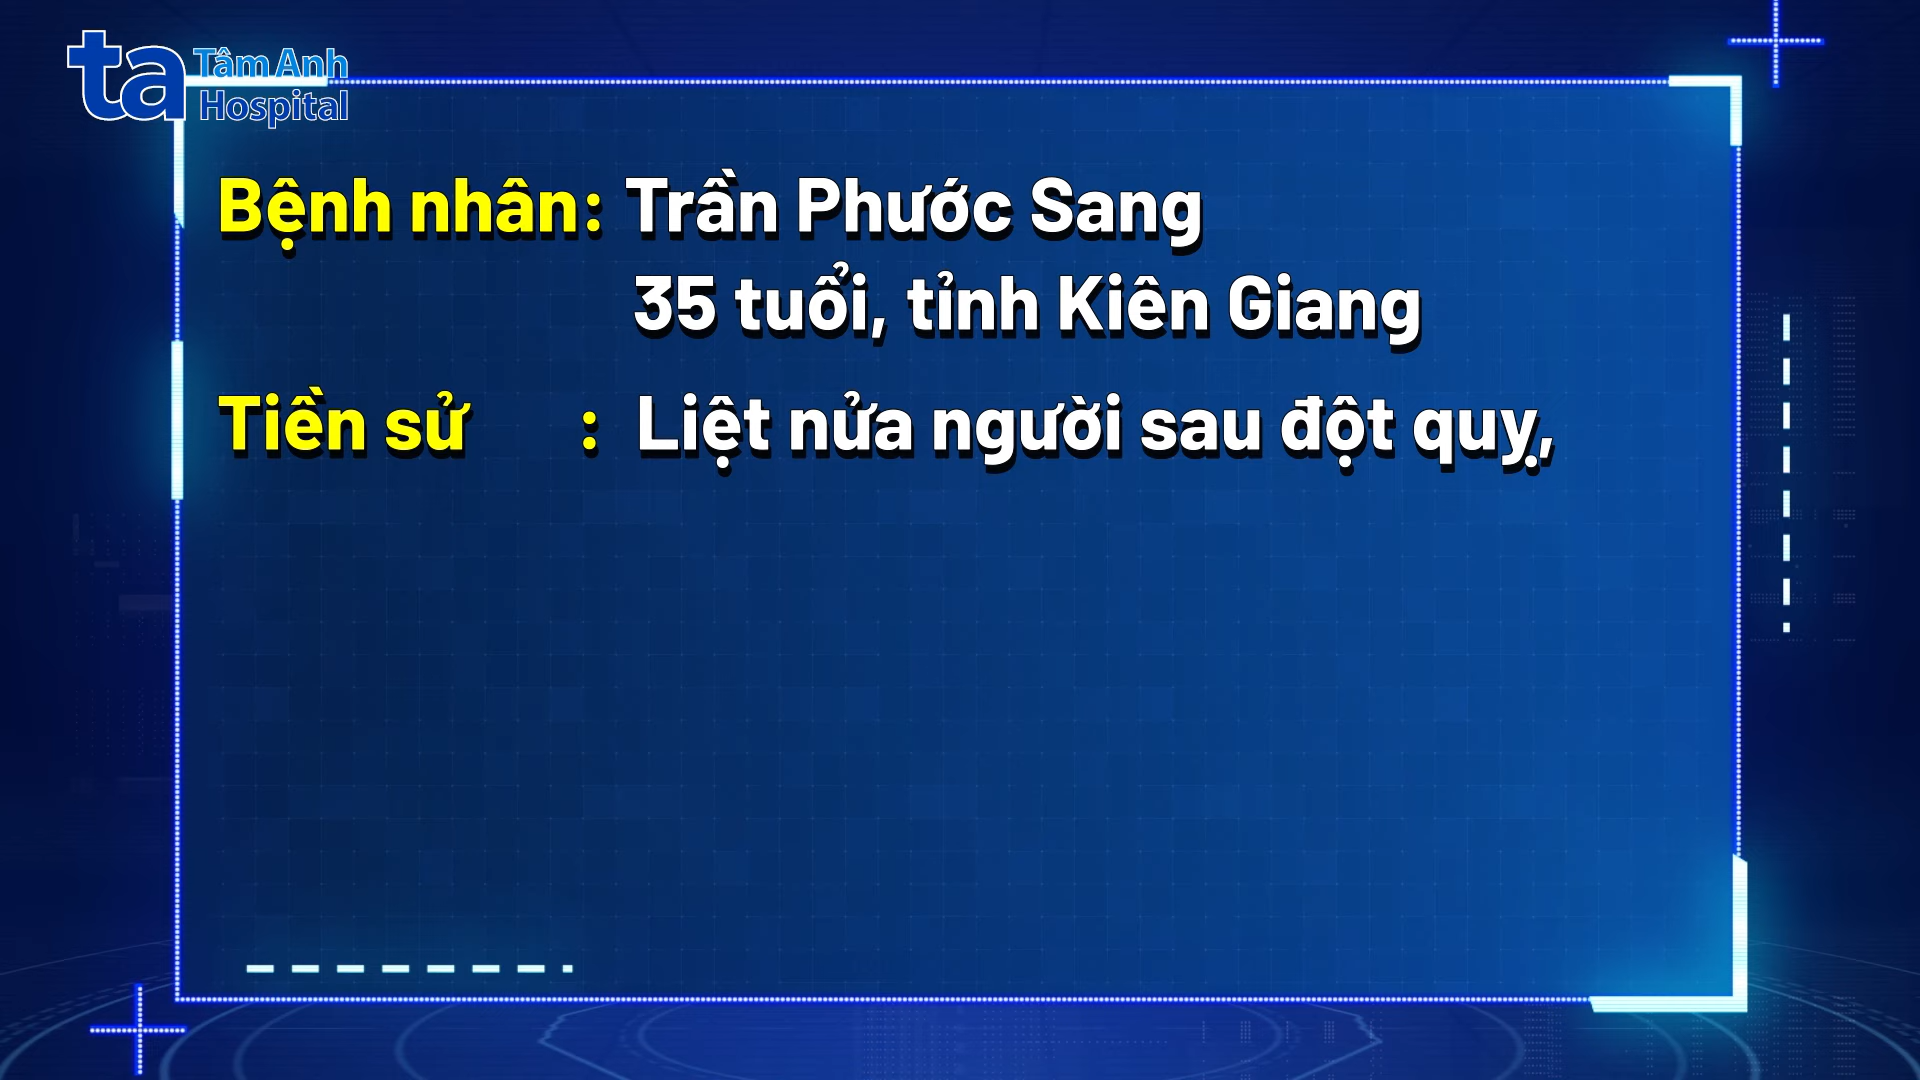 ta Tâm Anh
Hospital
Bệnh nhân: Trần Phước Sang
35 tuổi, tỉnh Kiên Giang
Tiền sử : Liệt nửa người sau đột quỵ,